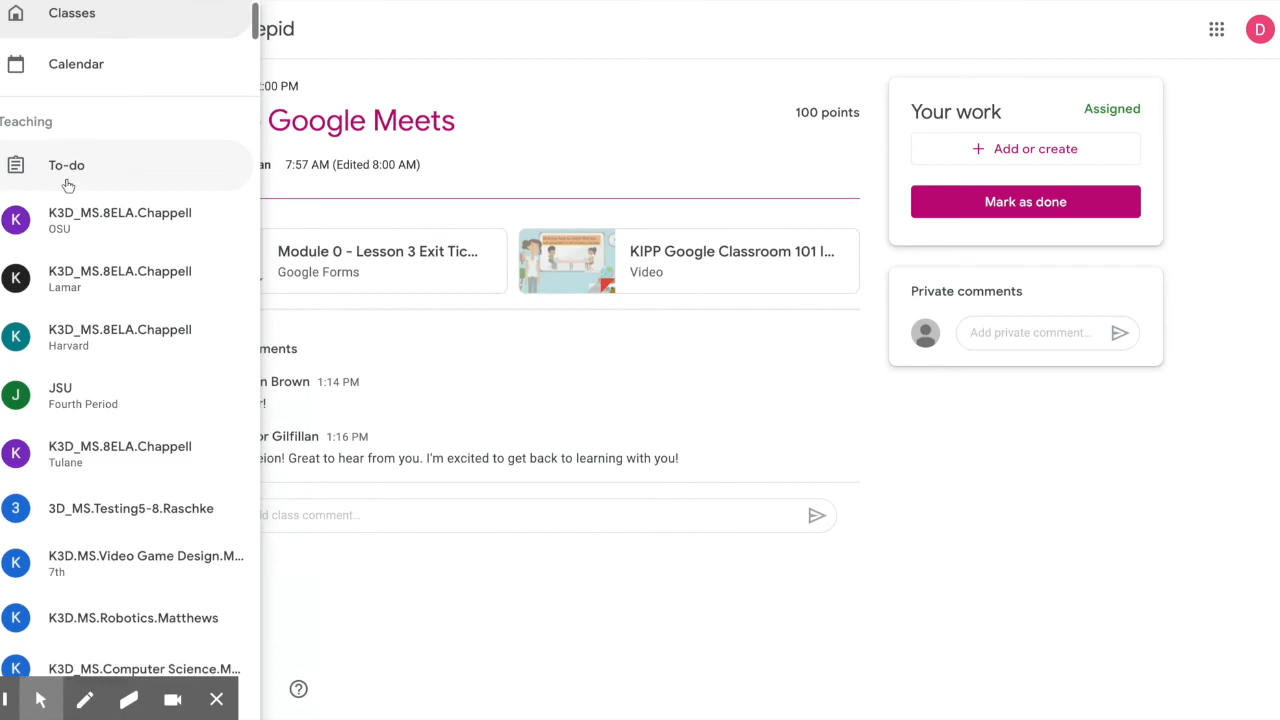 Classes
Calendar
Teaching
To-do
K
K3D_MS.8ELA.Chappell
OSU
K
K3D_MS.8ELA.Chappell
Lamar
K
K3D_MS.8ELA.Chappell
Harvard
J
JSU
Fourth Period
K
K3D_MS.8ELA.Chappell
Tulane
3
3D_MS.Testing5-8.Raschke
K
K3D.MS.Video Game Design.M...
7th
K
K3D.MS.Robotics.Matthews
K
K3D_MS.Computer Science.M...
epid
D
:00 PM
Google Meets
100 points
an 7:57 AM (Edited 8:00 AM)
Module 0 - Lesson 3 Exit Tic...
Google Forms
KIPP Google Classroom 101 I...
Video
ments
n Brown 1:14 PM
r!
or Gilfillan 1:16 PM
eion! Great to hear from you. I'm excited to get back to learning with you!
dd class comment...
Your work
Assigned
+ Add or create
Mark as done
Private comments
Add private comment...
?